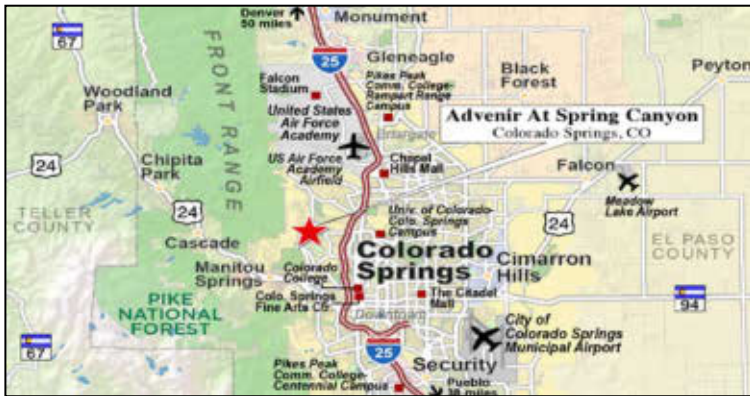 Denver
50 miles
Monument
67
25
Gleneagle
Falcon
Stadium
Pikes Peak
Comm. College-
Rampart Range
Campus
Black
Forest
Peyton
Woodland
Park
FRONT RANGE
United States
Air Force
Academy
Briargate
Advenir At Spring Canyon
Colorado Springs, CO
24
Chipita
Park
US Air Force
Academy
Airfield
Chapel
Hills Mall
Falcon
24
Meadow
Lake Airport
TELLER
COUNTY
24
Univ. of Colorado-
Colo. Springs
Campus
24
EL PASO
COUNTY
Cascade
Colorado
Springs
Cimarron
Hills
Manitou
Springs
Colorado
College
PIKE
NATIONAL
FOREST
Colo. Springs
Fine Arts Ctr.
The Citadel
Mall
94
Downtown
City of
Colorado Springs
Municipal Airport
67
25
Security
Pikes Peak
Comm. College-
Centennial Campus
Pueblo
38 miles